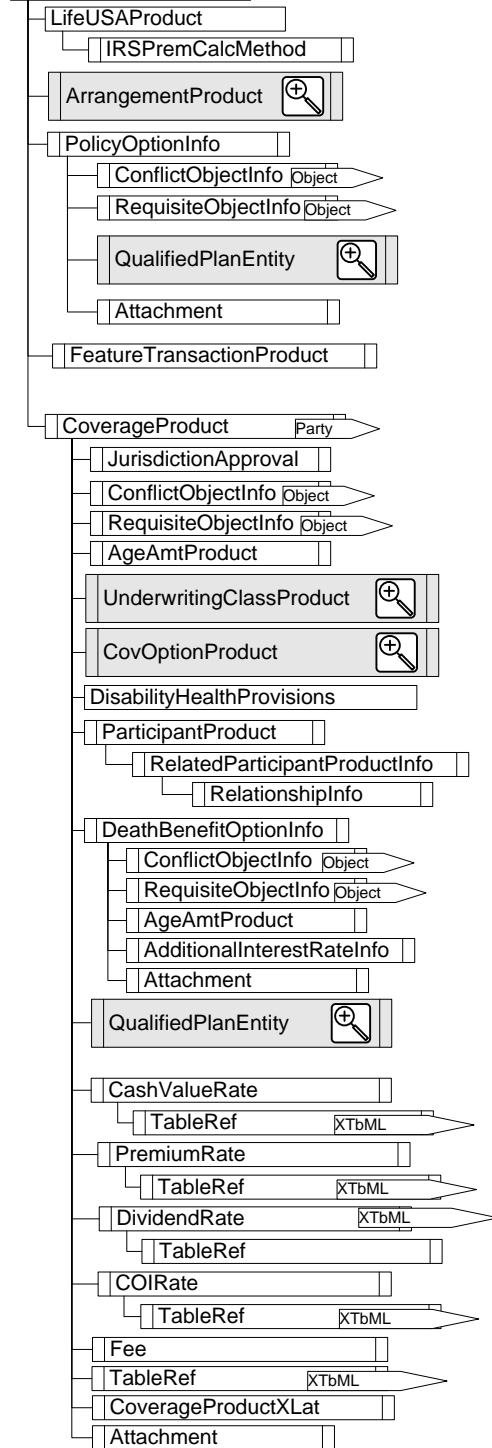 LifeUSAProduct
IRSPremCalcMethod
ArrangementProduct
PolicyOptionInfo
ConflictObjectInfo Object
RequisiteObjectInfo Object
QualifiedPlanEntity
Attachment
FeatureTransactionProduct
CoverageProduct Party
JurisdictionApproval
ConflictObjectInfo Object
RequisiteObjectInfo Object
AgeAmtProduct
UnderwritingClassProduct
CovOptionProduct
DisabilityHealthProvisions
ParticipantProduct
RelatedParticipantProductInfo
RelationshipInfo
DeathBenefitOptionInfo
ConflictObjectInfo Object
RequisiteObjectInfo Object
AgeAmtProduct
AdditionalInterestRateInfo
Attachment
QualifiedPlanEntity
CashValueRate
TableRef XTbML
PremiumRate
TableRef XTbML
DividendRate XTbML
TableRef
COIRate
TableRef XTbML
Fee
TableRef XTbML
CoverageProductXLat
Attachment